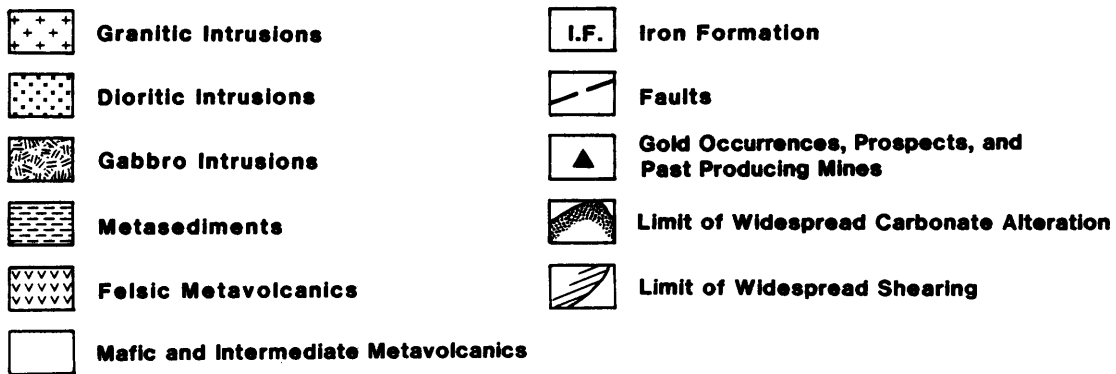 Granitic Intrusions
Dioritic Intrusions
Gabbro Intrusions
Metasediments
Felsic Metavolcanics
Mafic and Intermediate Metavolcanics
I.F. Iron Formation
Faults
Gold Occurrences, Prospects, and
Past Producing Mines
Limit of Widespread Carbonate Alteration
Limit of Widespread Shearing